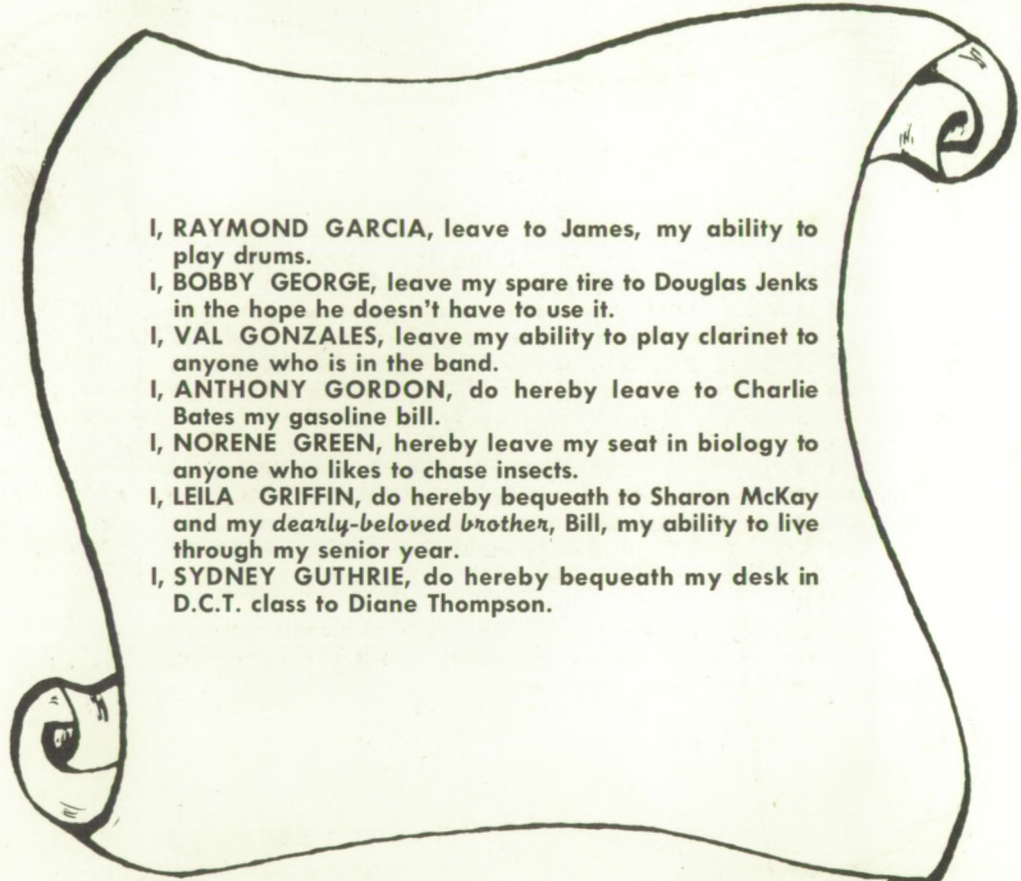 I, RAYMOND GARCIA, leave to James, my ability to
play drums.
I, BOBBY GEORGE, leave my spare tire to Douglas Jenks
in the hope he doesn't have to use it.
I, VAL GONZALES, leave my ability to play clarinet to
anyone who is in the band.
I, ANTHONY GORDON, do hereby leave to Charlie
Bates my gasoline bill.
I, NORENE GREEN, hereby leave my seat in biology to
anyone who likes to chase insects.
I, LEILA GRIFFIN, do hereby bequeath to Sharon McKay
and my dearly-beloved brother, Bill, my ability to live
through my senior year.
I, SYDNEY GUTHRIE, do hereby bequeath my desk in
D.C.T. class to Diane Thompson.